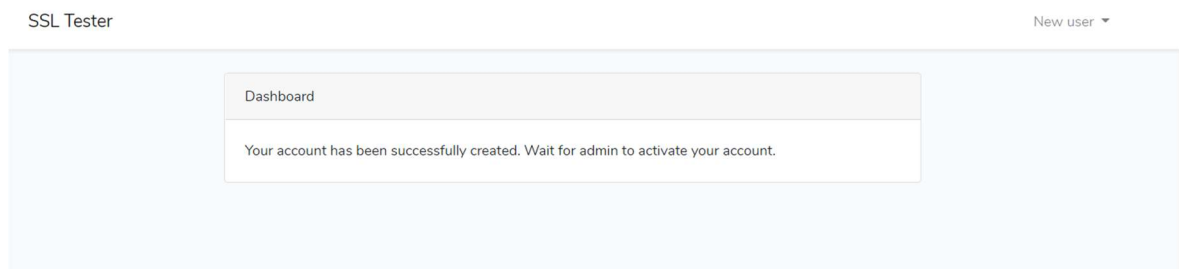 SSL Tester
New user
Dashboard
Your account has been successfully created. Wait for admin to activate your account.